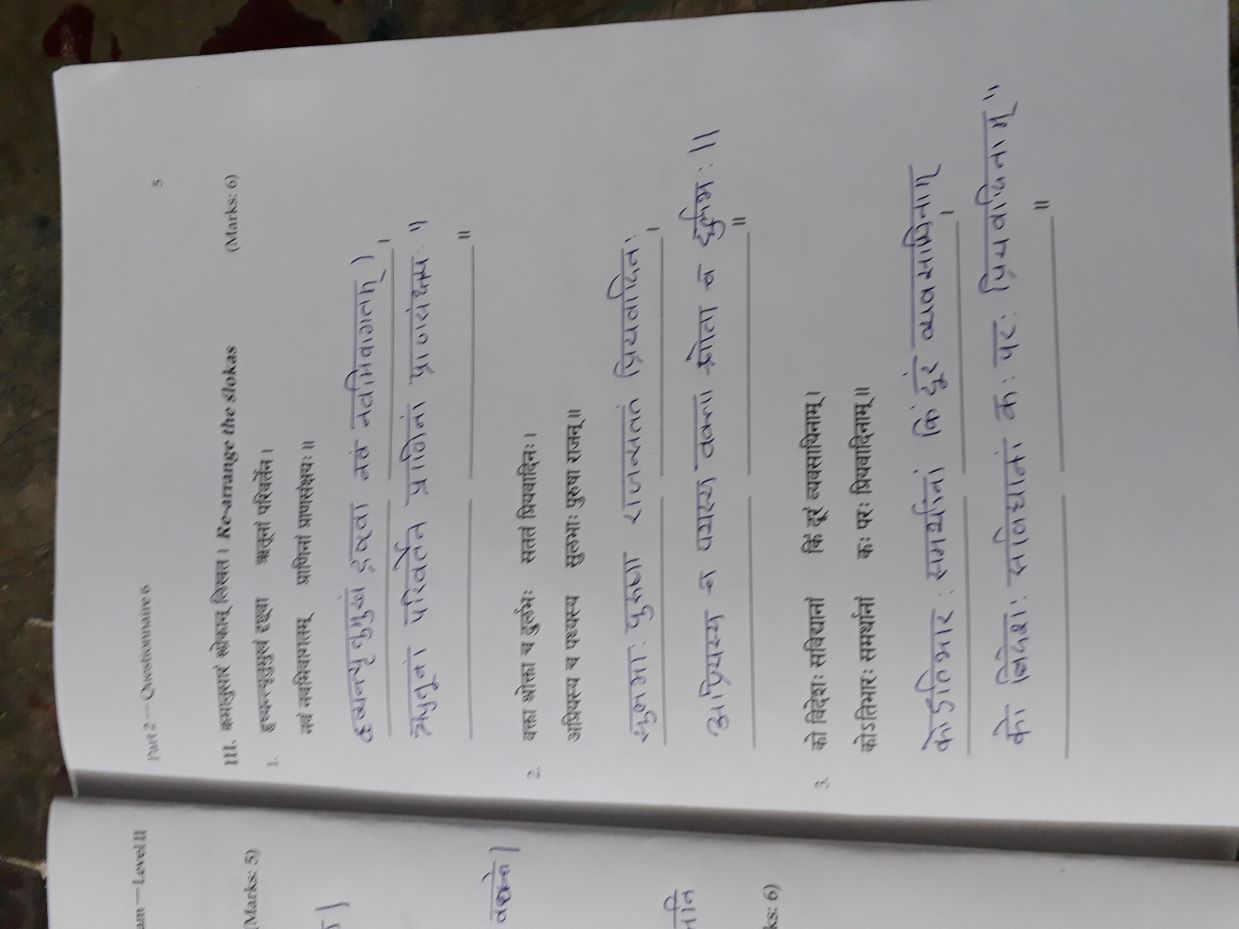 am — Level II
Part 2 — Questionnaire 6
5
(Marks: 5)
III. क्रमानुसारं श्लोकान् लिखत। Re-arrange the ślokas (Marks: 6)
1. हृष्यन्त्यृतुमुखं दृष्ट्वा ऋतूनां परिवर्तेन।
नवं नवमिवागतम् प्राणिनां प्राणसंक्षयः॥
हृष्यन्त्यृतुमुखं दृष्ट्वा नवं नवमिवागतम् ।
ऋतूनां परिवर्तेन प्राणिनां प्राणसंक्षयः ॥
2. वक्ता श्रोक्ता च दुर्लभः सततं प्रियवादिनः।
अप्रियस्य च पथ्यस्य सुलभाः पुरुषा राजन्॥
सुलभाः पुरुषा राजन्सततं प्रियवादिनः ।
अप्रियस्य च पथ्यस्य वक्ता श्रोता च दुर्लभः ॥
नि
ks: 6)
3. को विदेशः सविद्यानां किं दूरं व्यवसायिनाम्।
कोऽतिभारः समर्थानां कः परः प्रियवादिनाम्॥
कोऽतिभारः समर्थानां किं दूरं व्यवसायिनाम् ।
को विदेशः सविद्यानां कः परः प्रियवादिनाम् ॥